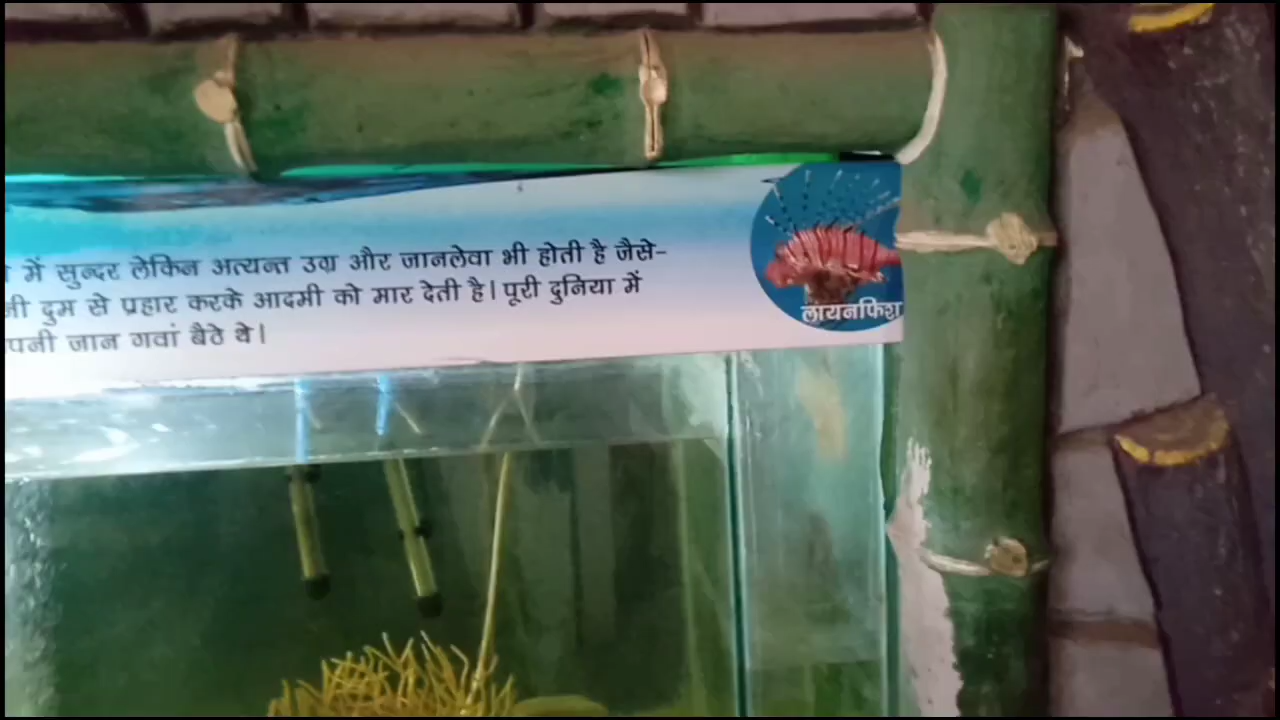 में सुन्दर लेकिन अत्यन्त उग्र और जानलेवा भी होती है जैसे-
दुम से प्रहार करके आदमी को मार देती है। पूरी दुनिया में
जान गवां बैठे थे।
लायनफिश